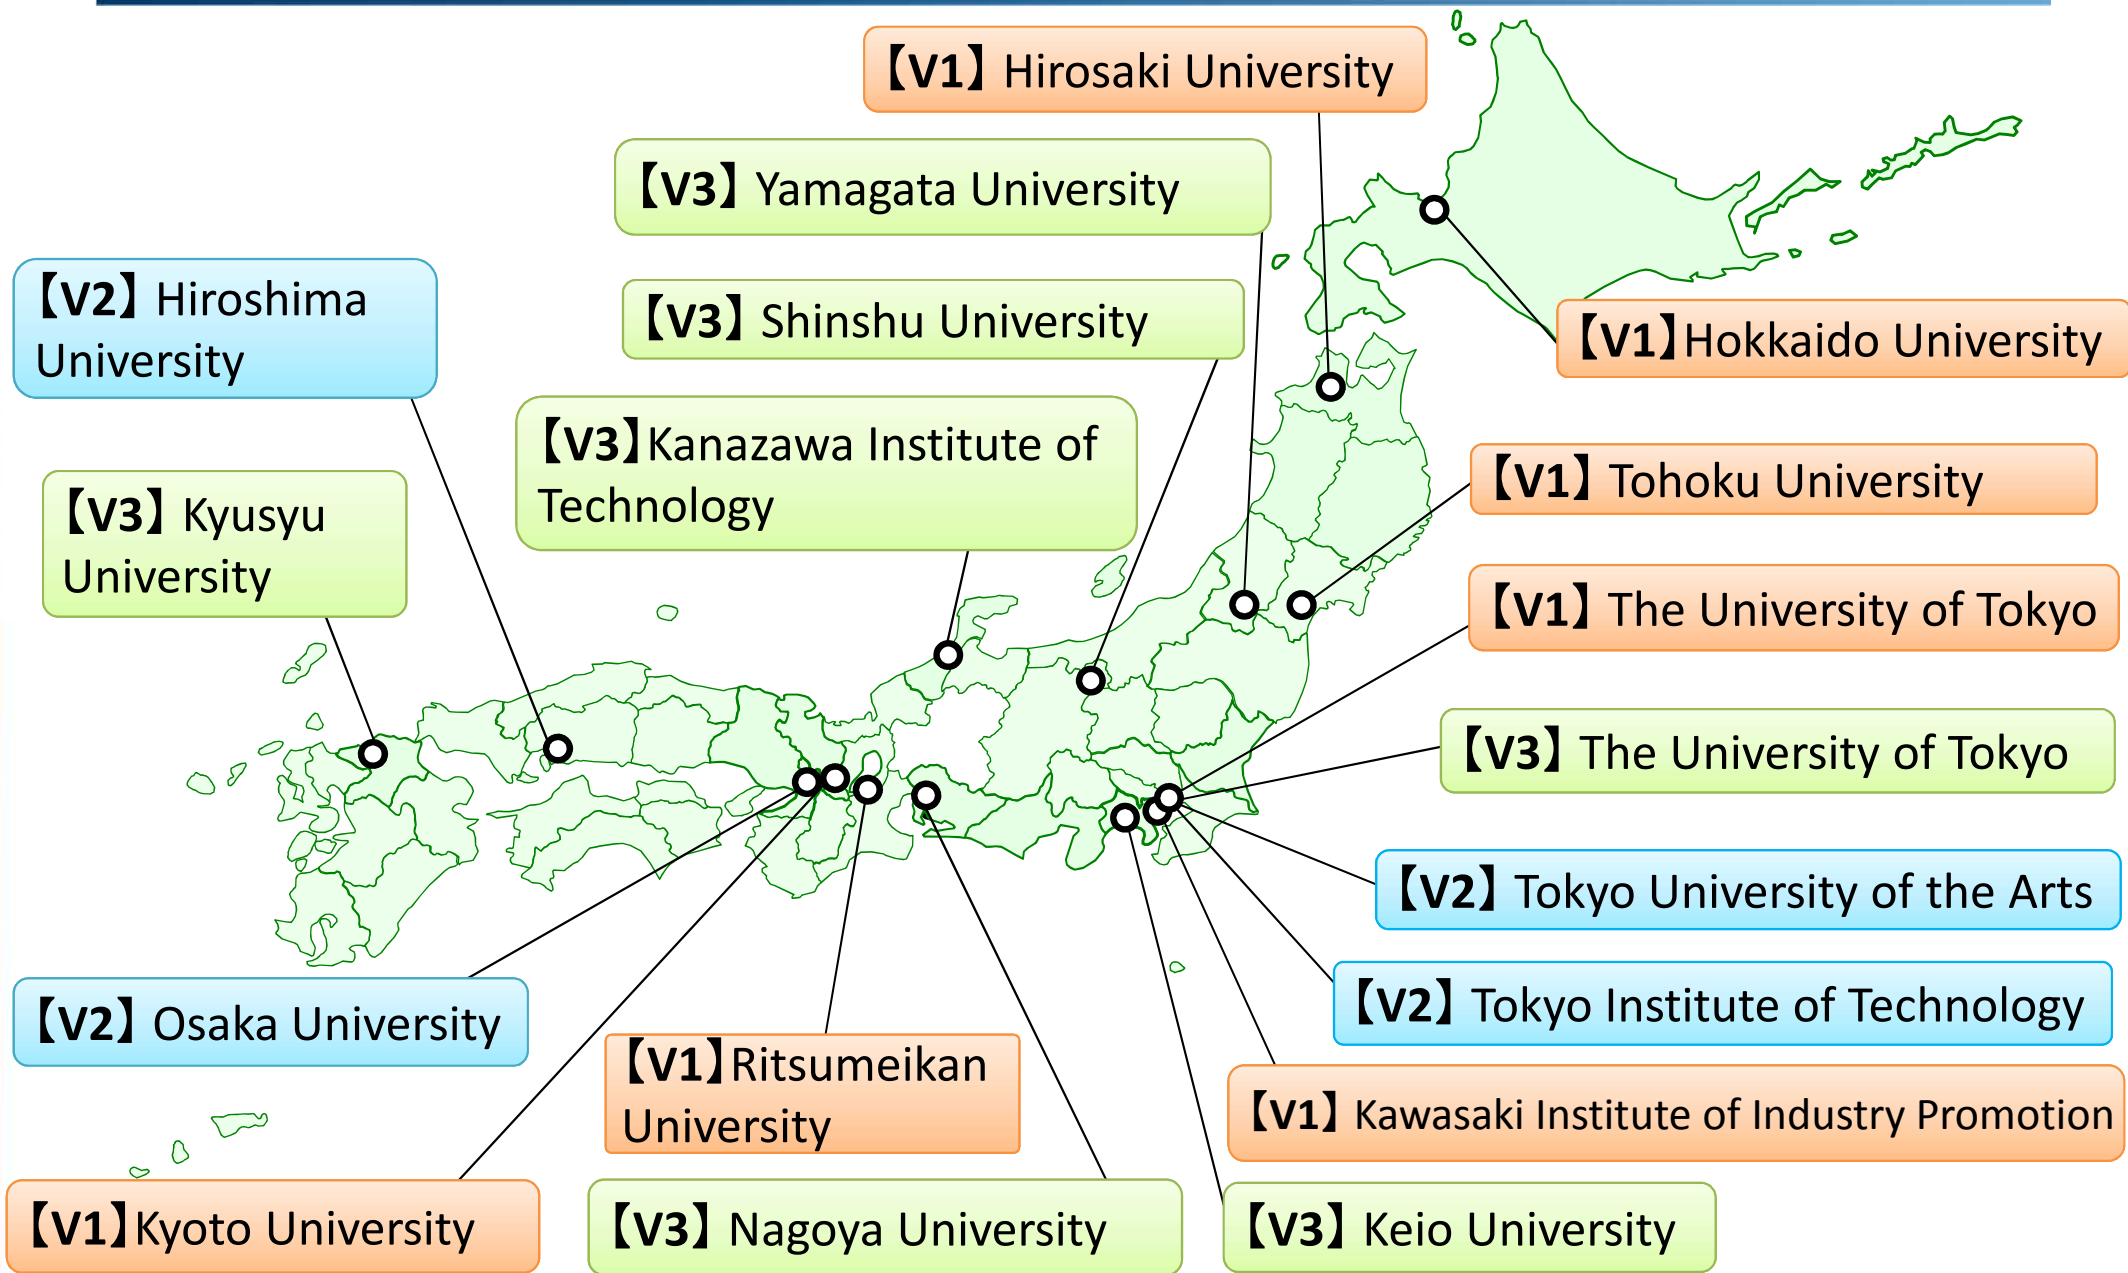 【V1】 Hirosaki University
【V3】 Yamagata University
【V2】 Hiroshima
University
【V3】 Shinshu University
【V1】Hokkaido University
【V3】Kanazawa Institute of
Technology
【V3】 Kyusyu
University
【V1】 Tohoku University
【V1】 The University of Tokyo
【V3】 The University of Tokyo
【V2】 Tokyo University of the Arts
【V2】 Osaka University
【V2】 Tokyo Institute of Technology
【V1】Ritsumeikan
University
【V1】 Kawasaki Institute of Industry Promotion
【V1】Kyoto University
【V3】 Nagoya University
【V3】 Keio University